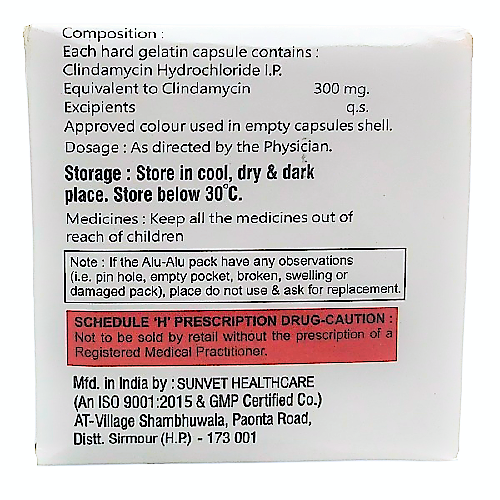 Composition :
Each hard gelatin capsule contains :
Clindamycin Hydrochloride I.P.
Equivalent to Clindamycin 300 mg.
Excipients q.s.
Approved colour used in empty capsules shell.
Dosage : As directed by the Physician.
Storage : Store in cool, dry & dark
place. Store below 30°C.
Medicines : Keep all the medicines out of
reach of children
Note : If the Alu-Alu pack have any observations
(i.e. pin hole, empty pocket, broken, swelling or
damaged pack), place do not use & ask for replacement.
SCHEDULE 'H' PRESCRIPTION DRUG-CAUTION :
Not to be sold by retail without the prescription of a
Registered Medical Practitioner.
Mfd. in India by : SUNVET HEALTHCARE
(An ISO 9001:2015 & GMP Certified Co.)
AT-Village Shambhuwala, Paonta Road,
Distt. Sirmour (H.P.) - 173 001